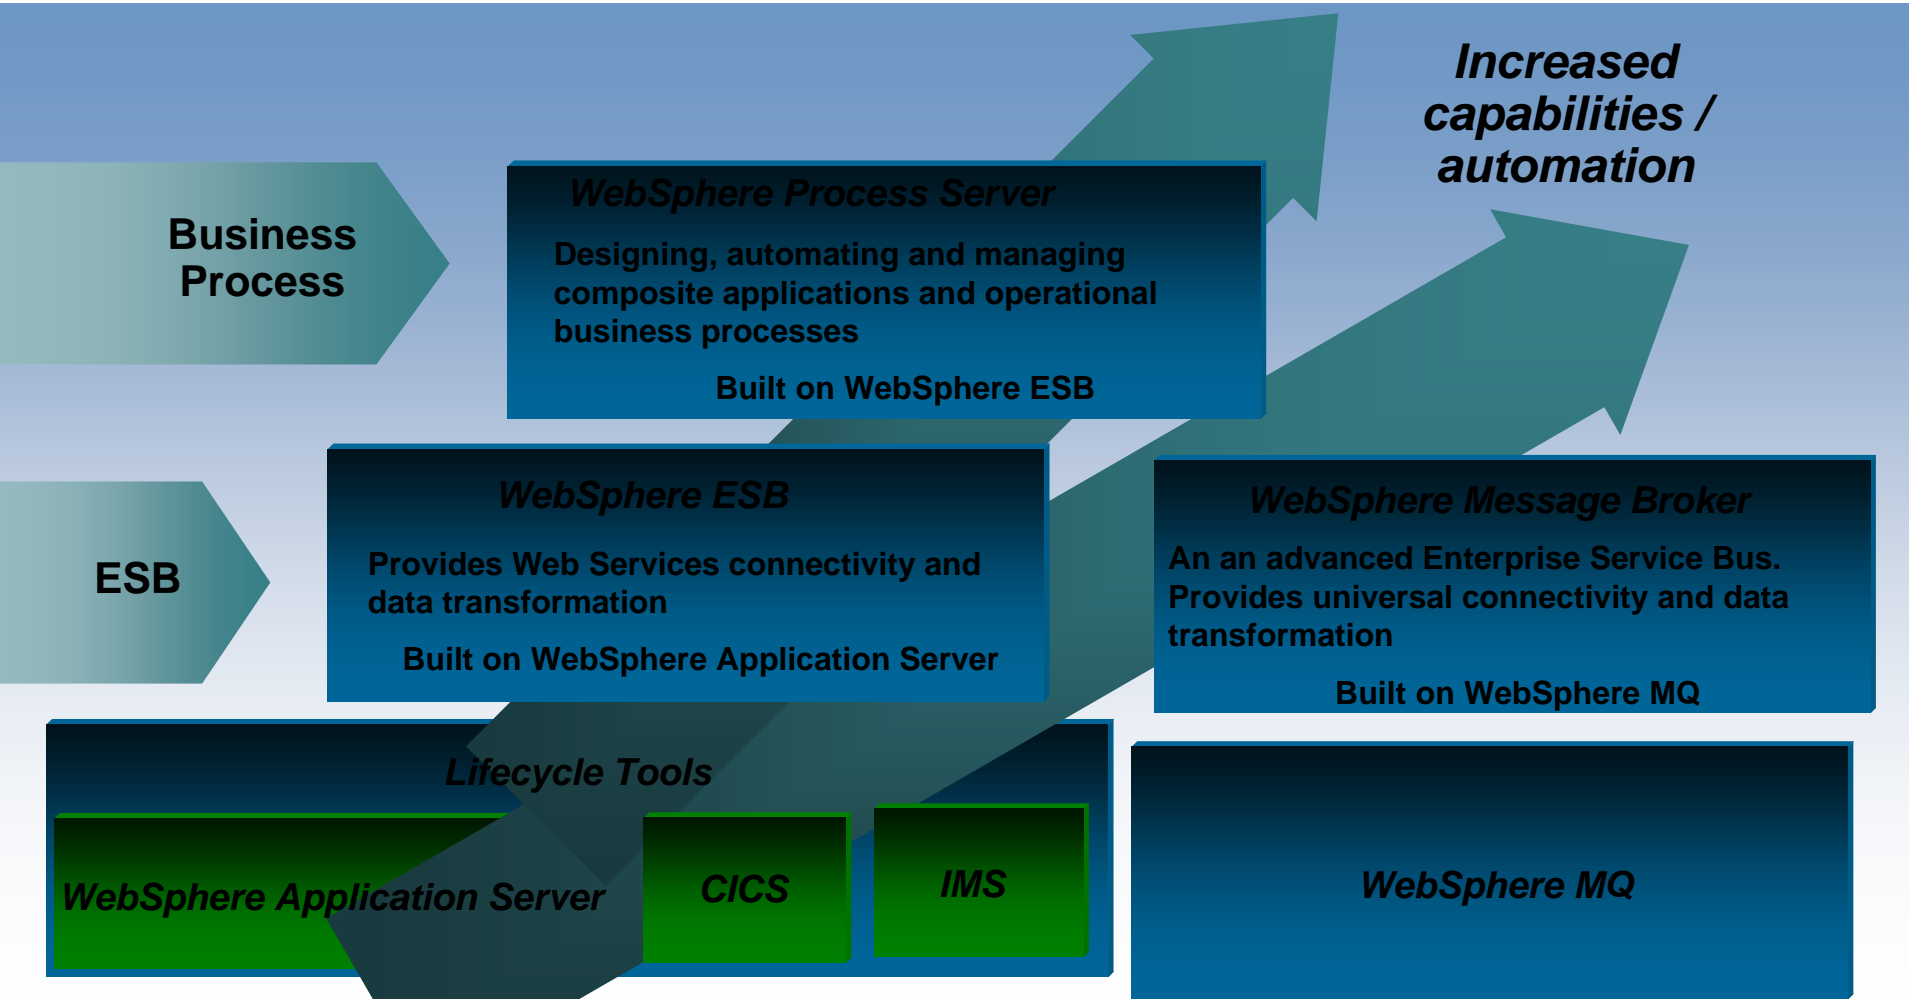 Increased
capabilities /
automation
Business
Process
WebSphere Process Server
Designing, automating and managing
composite applications and operational
business processes
Built on WebSphere ESB
ESB
WebSphere ESB
Provides Web Services connectivity and
data transformation
Built on WebSphere Application Server
WebSphere Message Broker
An an advanced Enterprise Service Bus.
Provides universal connectivity and data
transformation
Built on WebSphere MQ
Lifecycle Tools
WebSphere Application Server
CICS
IMS
WebSphere MQ